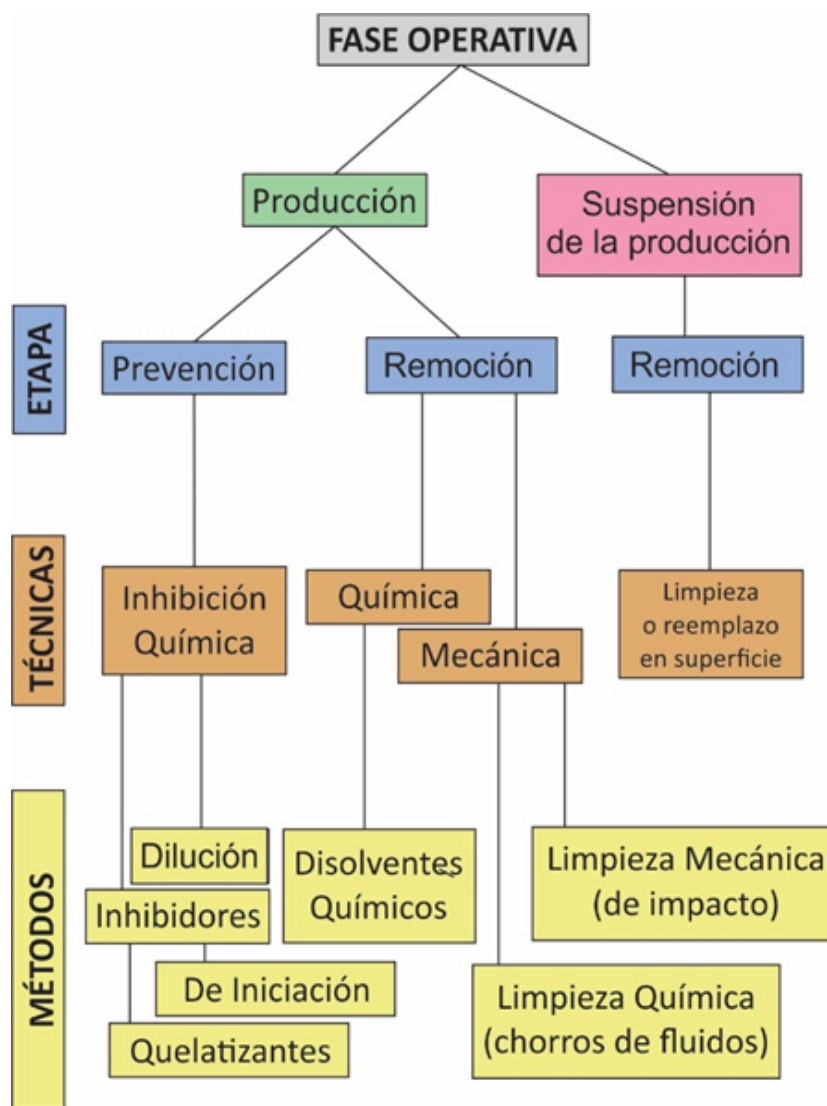 FASE OPERATIVA
Producción
Suspensión
de la producción
ETAPA
Prevención
Remoción
Remoción
TÉCNICAS
Inhibición
Química
Química
Mecánica
Limpieza
o reemplazo
en superficie
MÉTODOS
Dilución
Inhibidores
De Iniciación
Quelatizantes
Disolventes
Químicos
Limpieza Mecánica
(de impacto)
Limpieza Química
(chorros de fluidos)